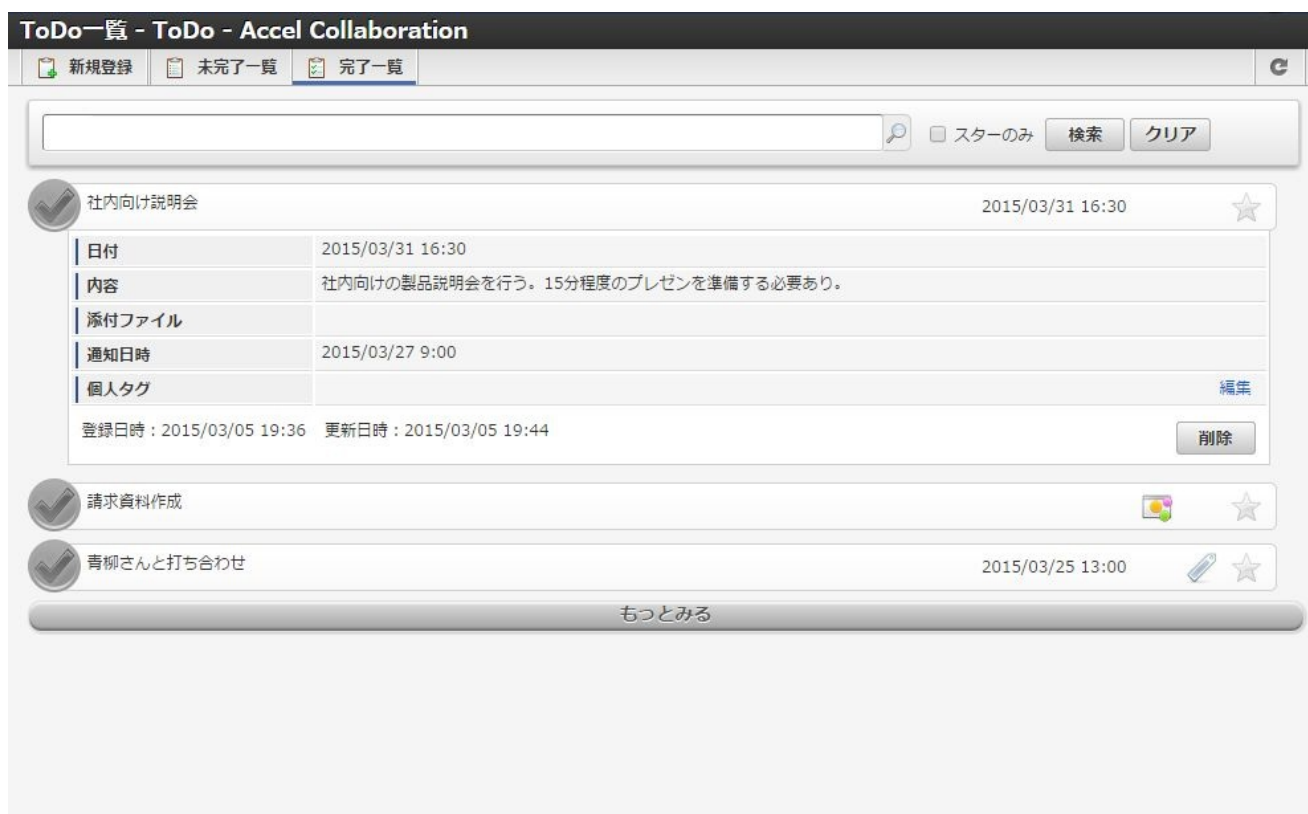 ToDo一覧 - ToDo - Accel Collaboration
新規登録 未完了一覧 完了一覧
スターのみ 検索 クリア
社内向け説明会 2015/03/31 16:30
日付 2015/03/31 16:30
内容 社内向けの製品説明会を行う。15分程度のプレゼンを準備する必要あり。
添付ファイル
通知日時 2015/03/27 9:00
個人タグ 編集
登録日時：2015/03/05 19:36 更新日時：2015/03/05 19:44
削除
請求資料作成
青柳さんと打ち合わせ 2015/03/25 13:00
もっとみる